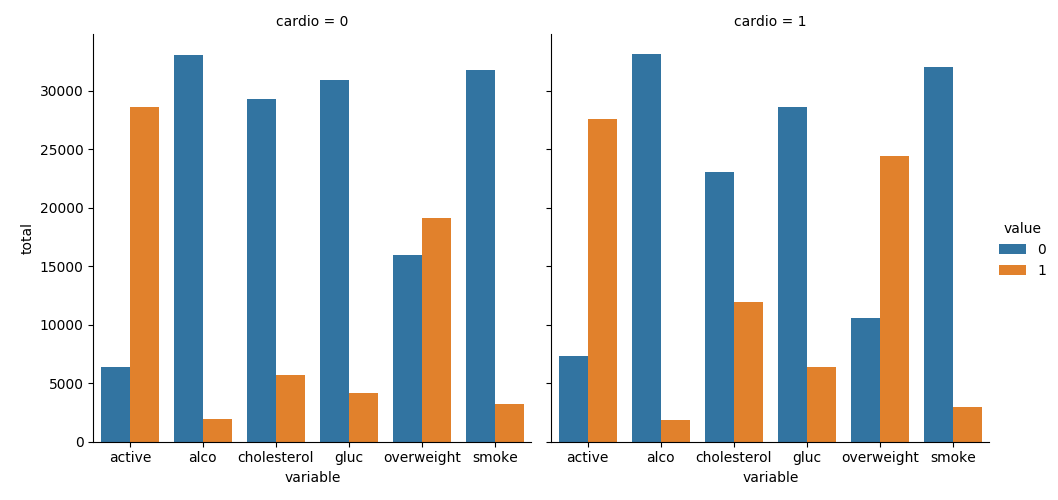 cardio = 0
cardio = 1
total
30000
25000
20000
15000
10000
5000
0
active alco cholesterol gluc overweight smoke
variable
active alco cholesterol gluc overweight smoke
variable
value
0
1